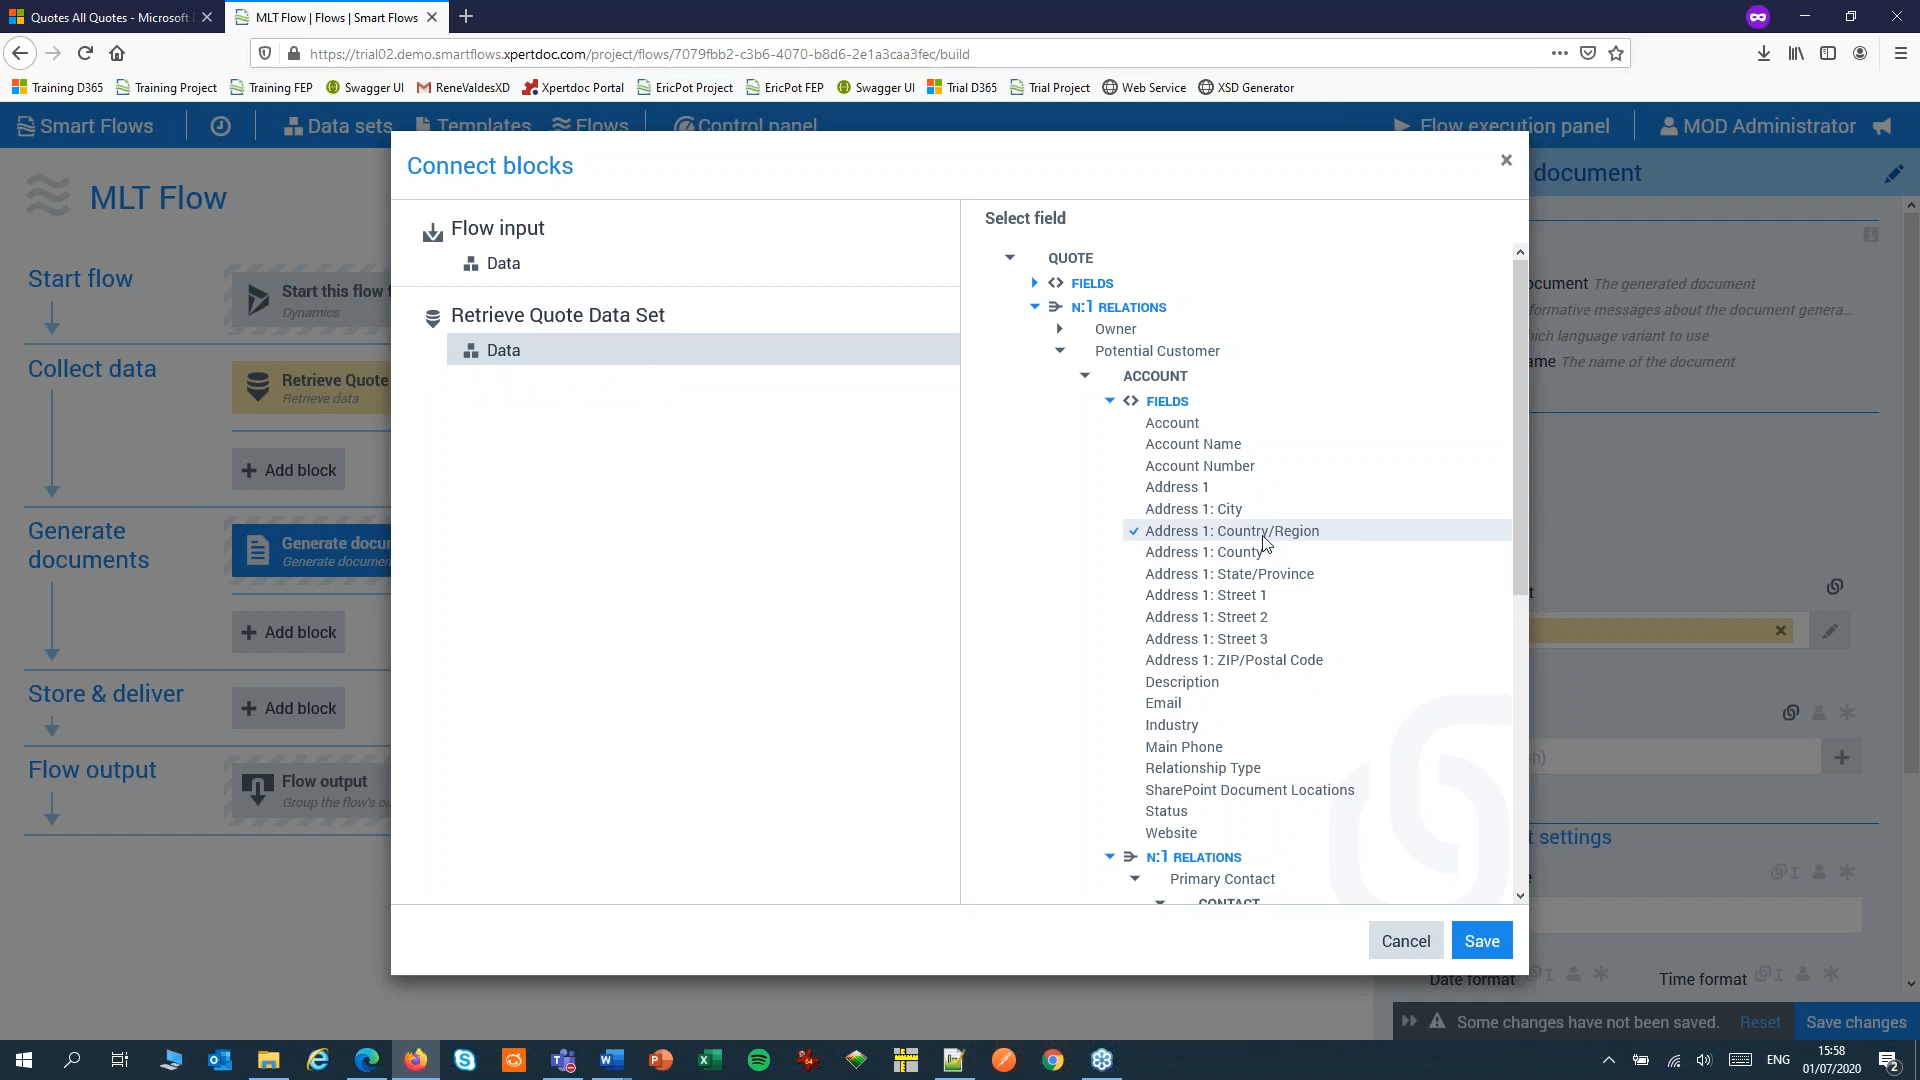 Quotes All Quotes - Microsoft
MLT Flow | Flows | Smart Flows
https://trial02.demo.smartflows.xpertdoc.com/project/flows/7079fbb2-c3b6-4070-b8d6-2e1a3caa3fec/build
Training D365 Training Project Training FEP Swagger UI ReneValdesXD Xpertdoc Portal EricPot Project EricPot FEP Swagger UI Trial D365 Trial Project Web Service XSD Generator
Smart Flows Data sets Templates Flows Control panel Flow execution panel MOD Administrator
MLT Flow
Start flow
Start this flow f
Dynamics
Collect data
Retrieve Quote
Retrieve data
Add block
Generate
documents
Generate docur
Generate documen
Add block
Store & deliver
Add block
Flow output
Flow output
Group the flow's ou
Connect blocks
Flow input
Data
Retrieve Quote Data Set
Data
Select field
QUOTE
FIELDS
N:1 RELATIONS
Owner
Potential Customer
ACCOUNT
FIELDS
Account
Account Name
Account Number
Address 1
Address 1: City
Address 1: Country/Region
Address 1: County
Address 1: State/Province
Address 1: Street 1
Address 1: Street 2
Address 1: Street 3
Address 1: ZIP/Postal Code
Description
Email
Industry
Main Phone
Relationship Type
SharePoint Document Locations
Status
Website
N:1 RELATIONS
Primary Contact
CONTACT
Cancel Save
document
ocument The generated document
formative messages about the document genera...
hich language variant to use
ame The name of the document
t settings
Date format Time format
Some changes have not been saved. Reset Save changes
ENG
15:58
01/07/2020
2